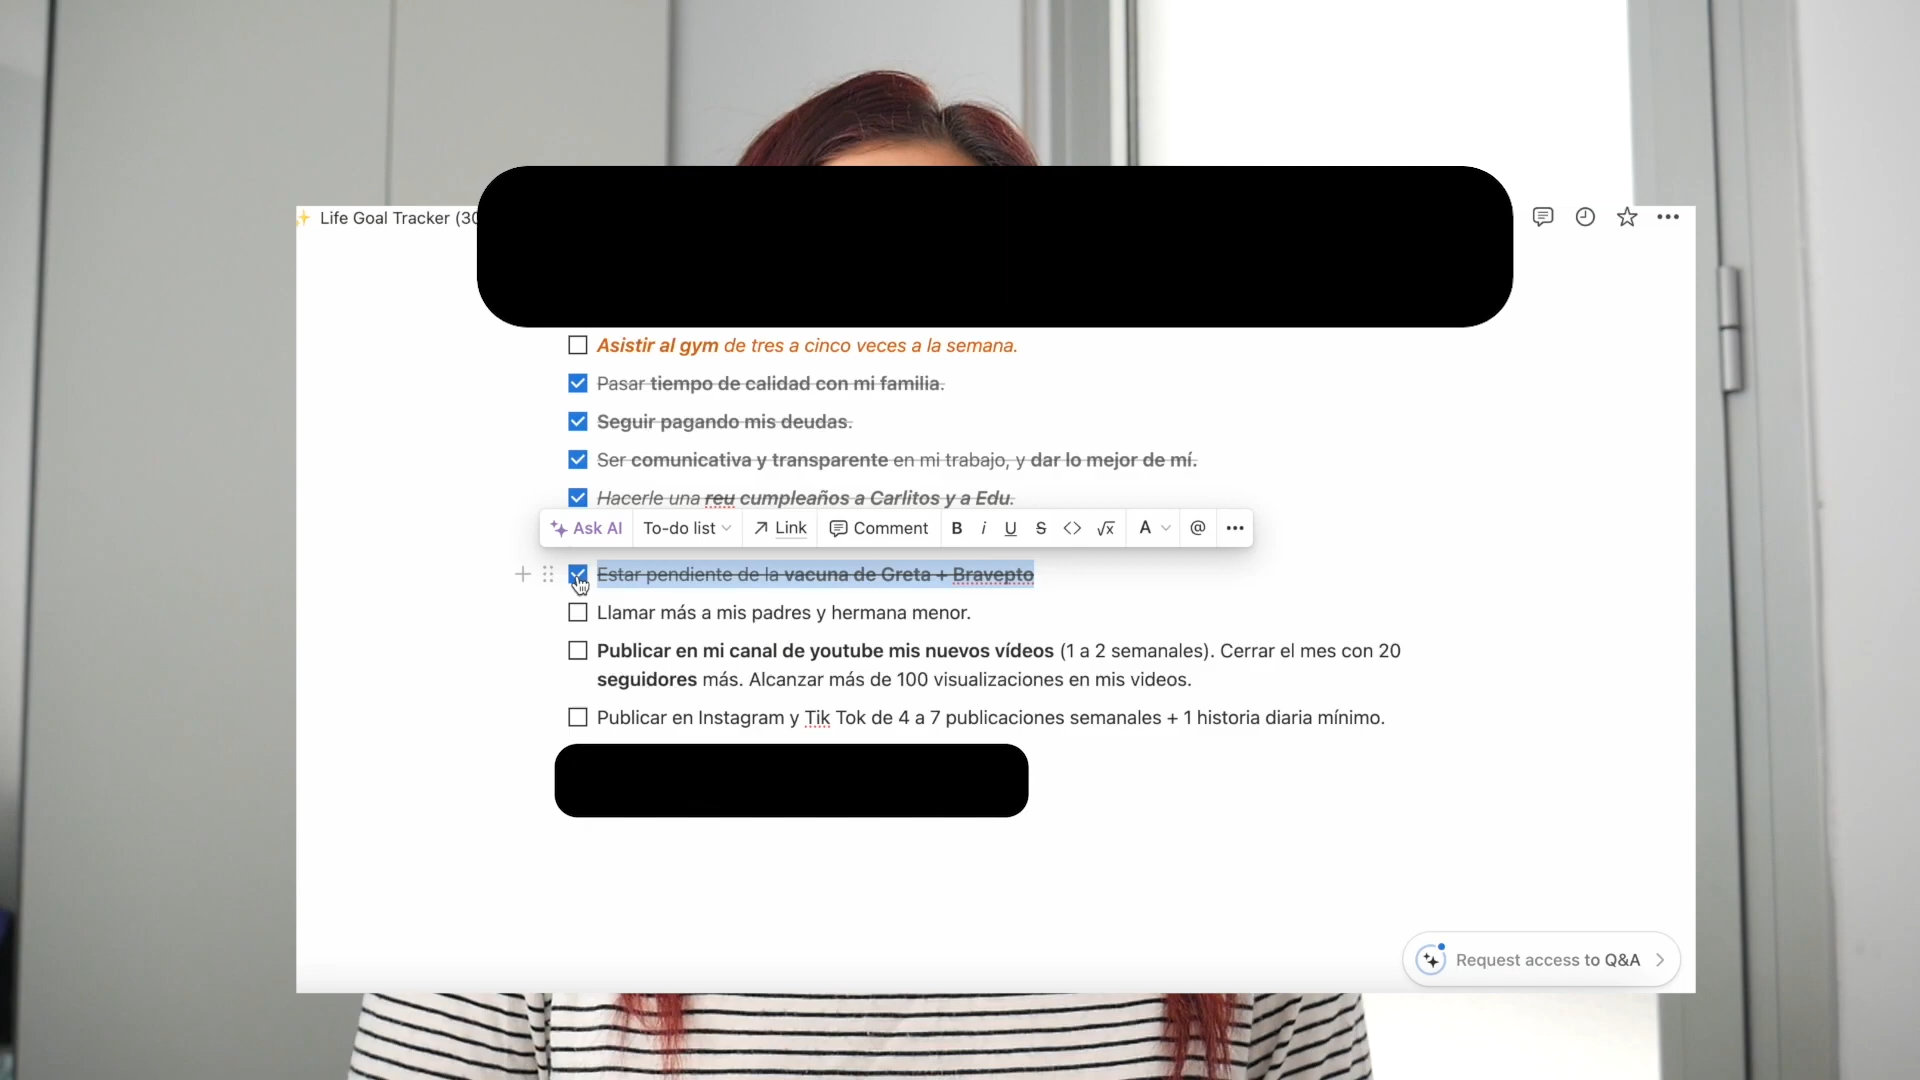 ✨ Life Goal Tracker (30
Asistir al gym de tres a cinco veces a la semana.
Pasar tiempo de calidad con mi familia.
Seguir pagando mis deudas.
Ser comunicativa y transparente en mi trabajo, y dar lo mejor de mí.
Hacerle una reu cumpleaños a Carlitos y a Edu.
Ask AI To-do list Link Comment B i U S <> √x A @ •••
Estar pendiente de la vacuna de Greta + Bravepto
Llamar más a mis padres y hermana menor.
Publicar en mi canal de youtube mis nuevos vídeos (1 a 2 semanales). Cerrar el mes con 20
seguidores más. Alcanzar más de 100 visualizaciones en mis videos.
Publicar en Instagram y Tik Tok de 4 a 7 publicaciones semanales + 1 historia diaria mínimo.
Request access to Q&A